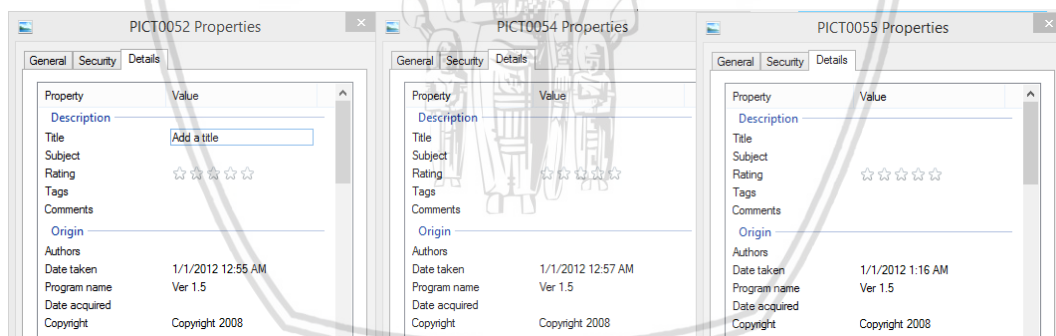 PICT0052 Properties
General Security Details
Property Value
Description
Title Add a title
Subject
Rating
Tags
Comments
Origin
Authors
Date taken 1/1/2012 12:55 AM
Program name Ver 1.5
Date acquired
Copyright Copyright 2008
PICT0054 Properties
General Security Details
Property Value
Description
Title
Subject
Rating
Tags
Comments
Origin
Authors
Date taken 1/1/2012 12:57 AM
Program name Ver 1.5
Date acquired
Copyright Copyright 2008
PICT0055 Properties
General Security Details
Property Value
Description
Title
Subject
Rating
Tags
Comments
Origin
Authors
Date taken 1/1/2012 1:16 AM
Program name Ver 1.5
Date acquired
Copyright Copyright 2008